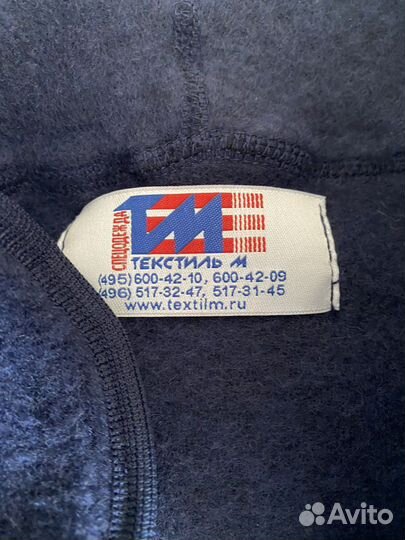 СПЕЦОДЕЖДА
ТМ
ТЕКСТИЛЬ М
(495)600-42-10, 600-42-09
(496) 517-32-47, 517-31-45
www.textilm.ru
Avito